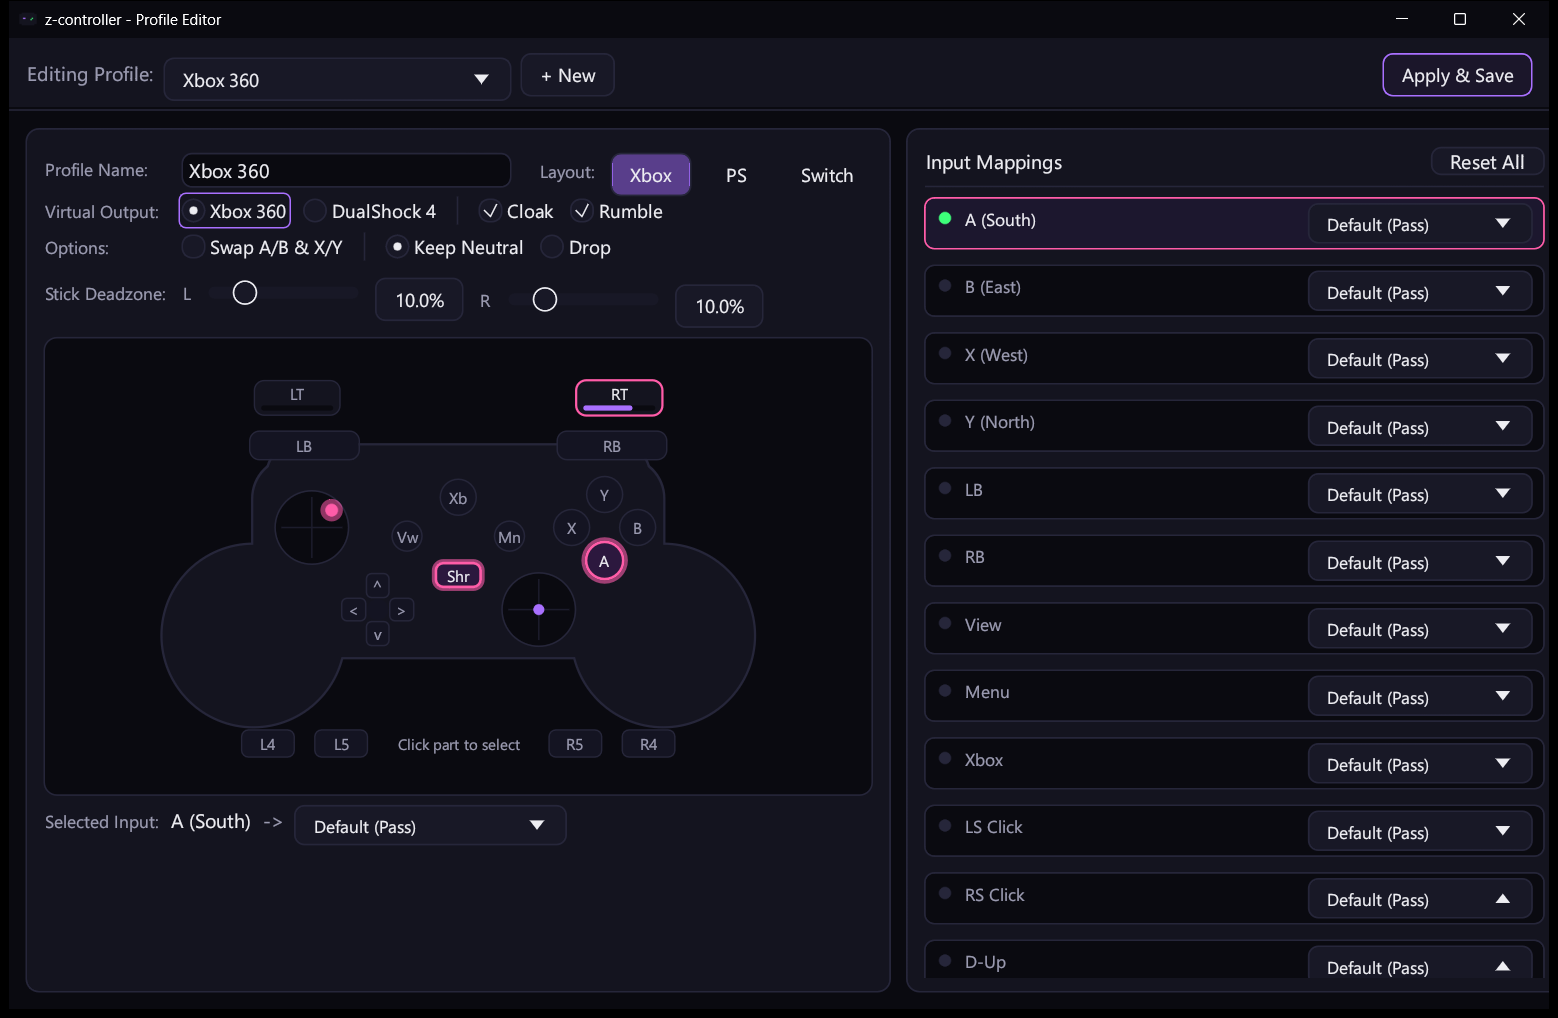 z-controller - Profile Editor
Editing Profile: Xbox 360 + New Apply & Save
Profile Name: Xbox 360 Layout: Xbox PS Switch
Virtual Output: Xbox 360 DualShock 4 Cloak Rumble
Options: Swap A/B & X/Y Keep Neutral Drop
Stick Deadzone: L 10.0% R 10.0%
LT RT
LB RB
Xb Y
Vw Mn X B
Shr A
^
< >
v
L4 L5 Click part to select R5 R4
Selected Input: A (South) -> Default (Pass)
Input Mappings Reset All
A (South) Default (Pass)
B (East) Default (Pass)
X (West) Default (Pass)
Y (North) Default (Pass)
LB Default (Pass)
RB Default (Pass)
View Default (Pass)
Menu Default (Pass)
Xbox Default (Pass)
LS Click Default (Pass)
RS Click Default (Pass)
D-Up Default (Pass)